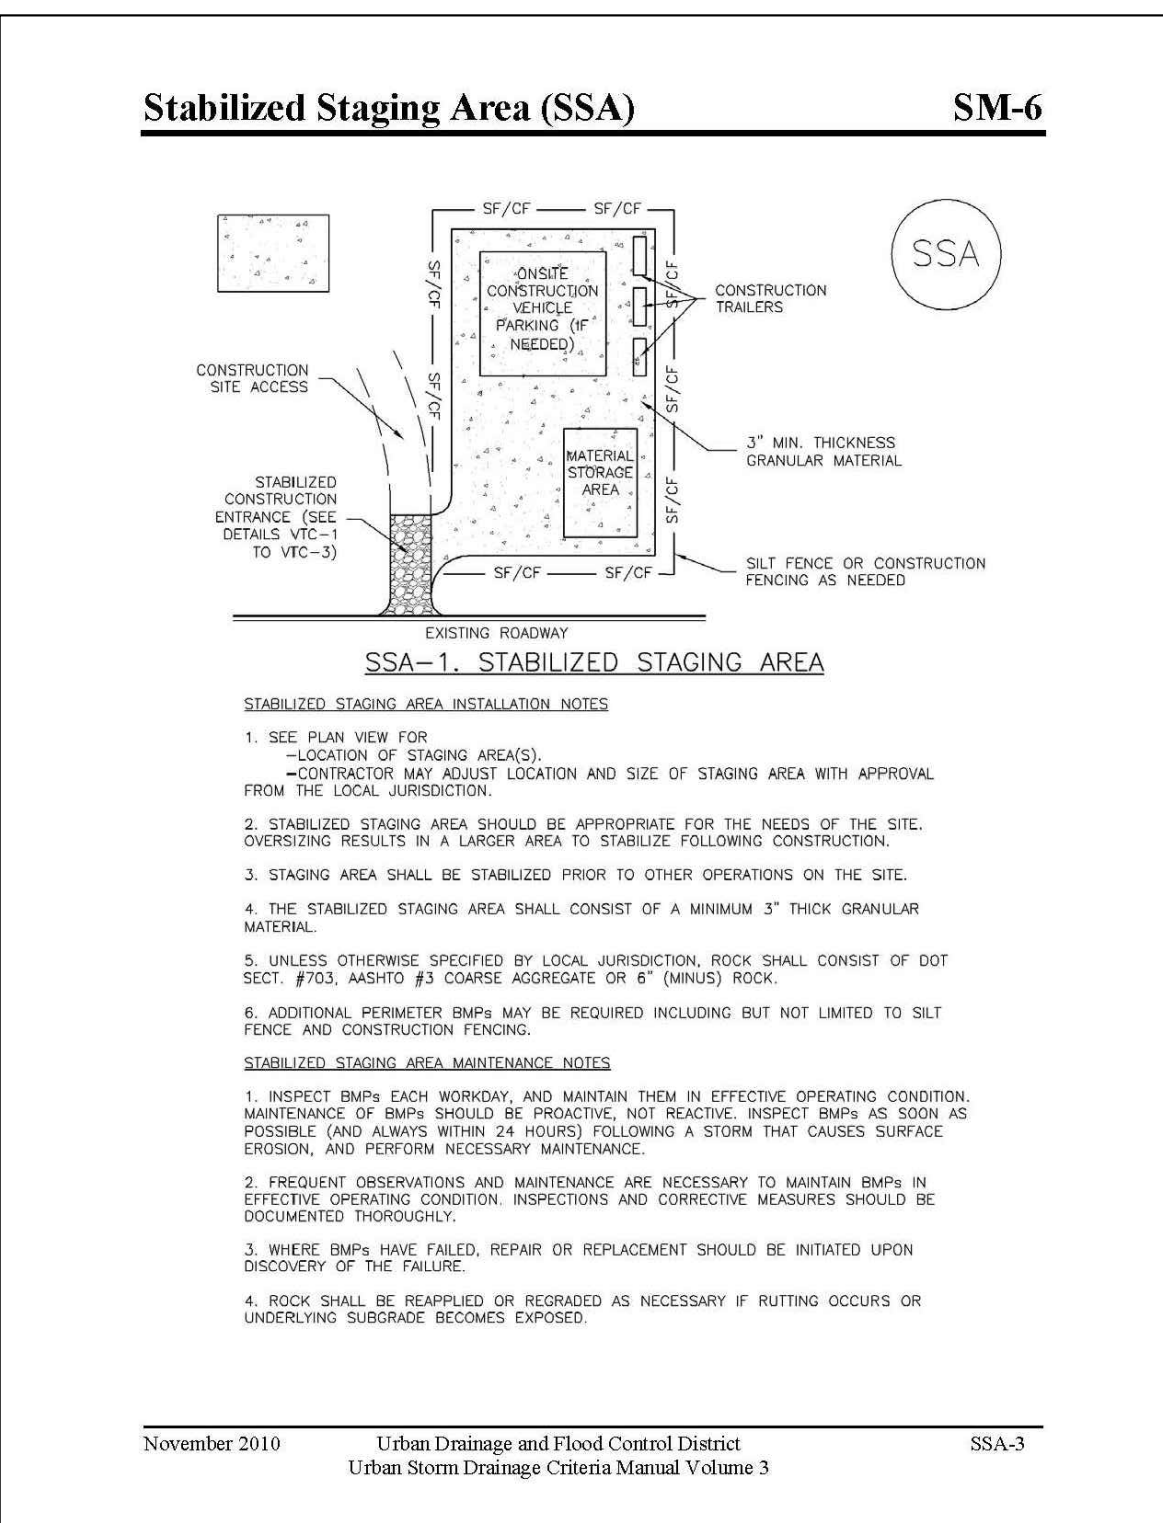 Stabilized Staging Area (SSA) SM-6
SF/CF SF/CF
SSA
SF/CF
SF/CF
ONSITE
CONSTRUCTION
VEHICLE
PARKING (IF
NEEDED)
CONSTRUCTION
TRAILERS
CONSTRUCTION
SITE ACCESS
SF/CF
SF/CF
3" MIN. THICKNESS
GRANULAR MATERIAL
MATERIAL
STORAGE
AREA
STABILIZED
CONSTRUCTION
ENTRANCE (SEE
DETAILS VTC-1
TO VTC-3)
SF/CF
SF/CF SF/CF
SILT FENCE OR CONSTRUCTION
FENCING AS NEEDED
EXISTING ROADWAY
SSA-1. STABILIZED STAGING AREA
STABILIZED STAGING AREA INSTALLATION NOTES
1. SEE PLAN VIEW FOR
-LOCATION OF STAGING AREA(S).
-CONTRACTOR MAY ADJUST LOCATION AND SIZE OF STAGING AREA WITH APPROVAL
FROM THE LOCAL JURISDICTION.
2. STABILIZED STAGING AREA SHOULD BE APPROPRIATE FOR THE NEEDS OF THE SITE.
OVERSIZING RESULTS IN A LARGER AREA TO STABILIZE FOLLOWING CONSTRUCTION.
3. STAGING AREA SHALL BE STABILIZED PRIOR TO OTHER OPERATIONS ON THE SITE.
4. THE STABILIZED STAGING AREA SHALL CONSIST OF A MINIMUM 3" THICK GRANULAR
MATERIAL.
5. UNLESS OTHERWISE SPECIFIED BY LOCAL JURISDICTION, ROCK SHALL CONSIST OF DOT
SECT. #703, AASHTO #3 COARSE AGGREGATE OR 6" (MINUS) ROCK.
6. ADDITIONAL PERIMETER BMPs MAY BE REQUIRED INCLUDING BUT NOT LIMITED TO SILT
FENCE AND CONSTRUCTION FENCING.
STABILIZED STAGING AREA MAINTENANCE NOTES
1. INSPECT BMPs EACH WORKDAY, AND MAINTAIN THEM IN EFFECTIVE OPERATING CONDITION.
MAINTENANCE OF BMPs SHOULD BE PROACTIVE, NOT REACTIVE. INSPECT BMPs AS SOON AS
POSSIBLE (AND ALWAYS WITHIN 24 HOURS) FOLLOWING A STORM THAT CAUSES SURFACE
EROSION, AND PERFORM NECESSARY MAINTENANCE.
2. FREQUENT OBSERVATIONS AND MAINTENANCE ARE NECESSARY TO MAINTAIN BMPs IN
EFFECTIVE OPERATING CONDITION. INSPECTIONS AND CORRECTIVE MEASURES SHOULD BE
DOCUMENTED THOROUGHLY.
3. WHERE BMPs HAVE FAILED, REPAIR OR REPLACEMENT SHOULD BE INITIATED UPON
DISCOVERY OF THE FAILURE.
4. ROCK SHALL BE REAPPLIED OR REGRADED AS NECESSARY IF RUTTING OCCURS OR
UNDERLYING SUBGRADE BECOMES EXPOSED.
November 2010 Urban Drainage and Flood Control District SSA-3
Urban Storm Drainage Criteria Manual Volume 3